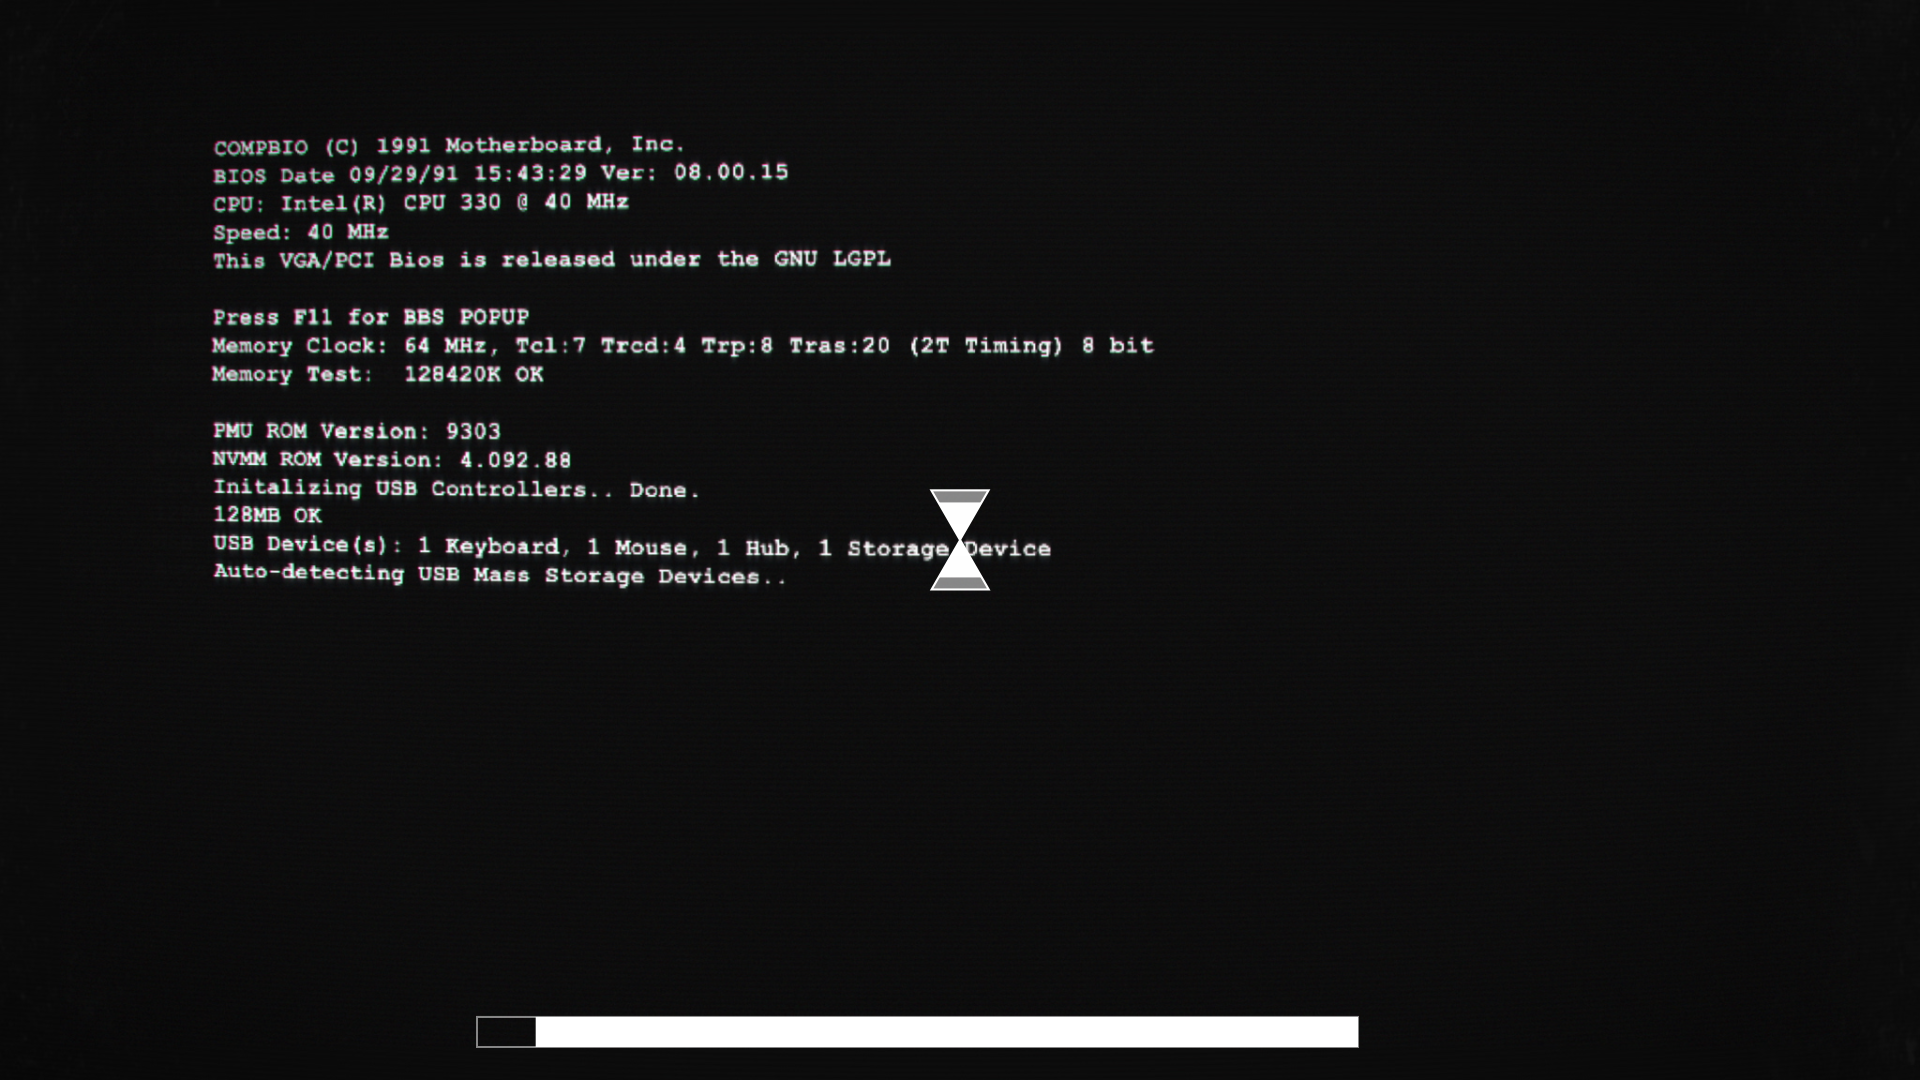 COMPBIO (C) 1991 Motherboard, Inc.
BIOS Date 09/29/91 15:43:29 Ver: 08.00.15
CPU: Intel(R) CPU 330 @ 40 MHz
Speed: 40 MHz
This VGA/PCI Bios is released under the GNU LGPL
Press F11 for BBS POPUP
Memory Clock: 64 MHz, Tcl:7 Trcd:4 Trp:8 Tras:20 (2T Timing) 8 bit
Memory Test: 128420K OK
PMU ROM Version: 9303
NVMM ROM Version: 4.092.88
Initalizing USB Controllers.. Done.
128MB OK
USB Device(s): 1 Keyboard, 1 Mouse, 1 Hub, 1 Storage Device
Auto-detecting USB Mass Storage Devices..